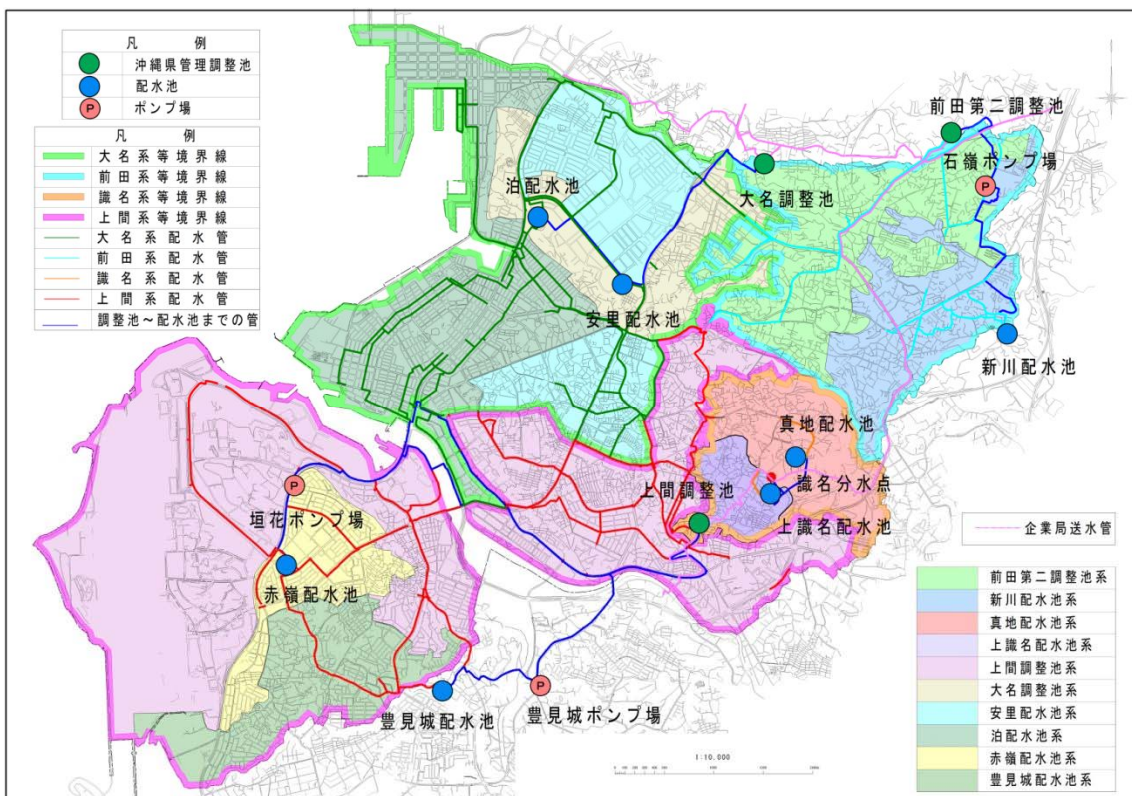 凡 例
沖縄県管理調整池
配水池
P
ポンプ場
凡 例
大名系等境界線
前田系等境界線
識名系等境界線
上間系等境界線
大名系配水管
前田系配水管
識名系配水管
上間系配水管
調整池～配水池までの管
前田第二調整池
石嶺ポンプ場
P
大名調整池
泊配水池
安里配水池
新川配水池
真地配水池
識名分水点
上間調整池
上識名配水池
P
垣花ポンプ場
赤嶺配水池
P
豊見城配水池
豊見城ポンプ場
企業局送水管
前田第二調整池系
新川配水池系
真地配水池系
上識名配水池系
上間調整池系
大名調整池系
安里配水池系
泊配水池系
赤嶺配水池系
豊見城配水池系
1:10,000